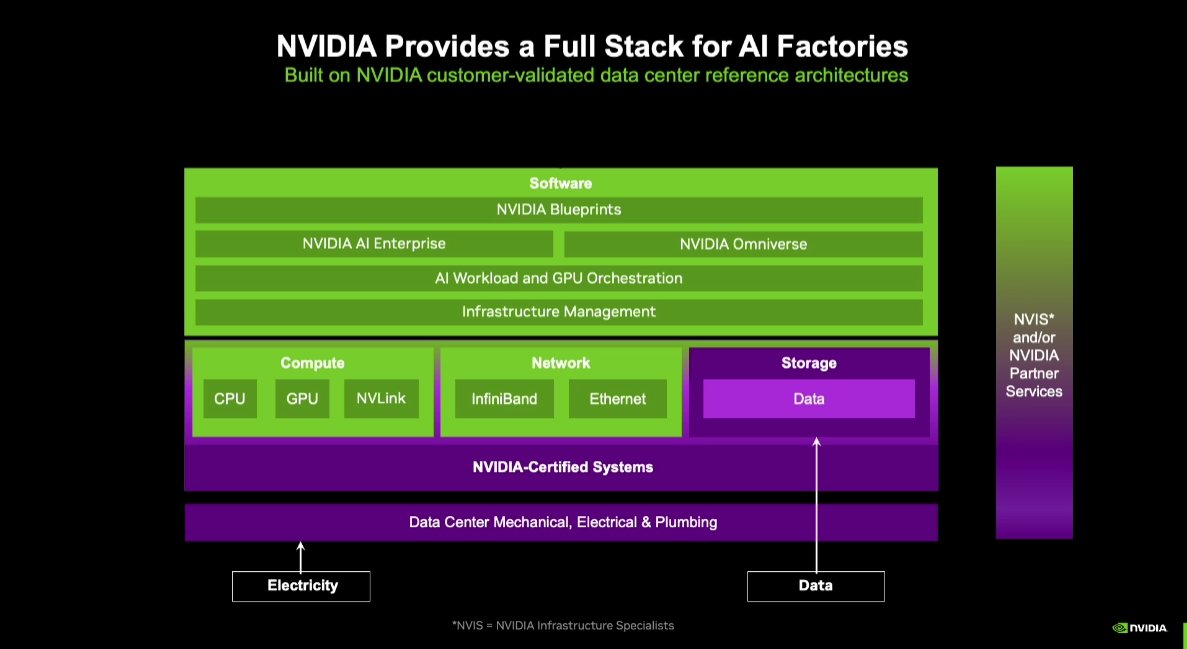 NVIDIA Provides a Full Stack for AI Factories
Built on NVIDIA customer-validated data center reference architectures
Software
NVIDIA Blueprints
NVIDIA AI Enterprise
NVIDIA Omniverse
AI Workload and GPU Orchestration
Infrastructure Management
Compute
CPU
GPU
NVLink
Network
InfiniBand
Ethernet
Storage
Data
NVIDIA-Certified Systems
Data Center Mechanical, Electrical & Plumbing
Electricity
Data
NVIS*
and/or
NVIDIA
Partner
Services
*NVIS = NVIDIA Infrastructure Specialists
NVIDIA